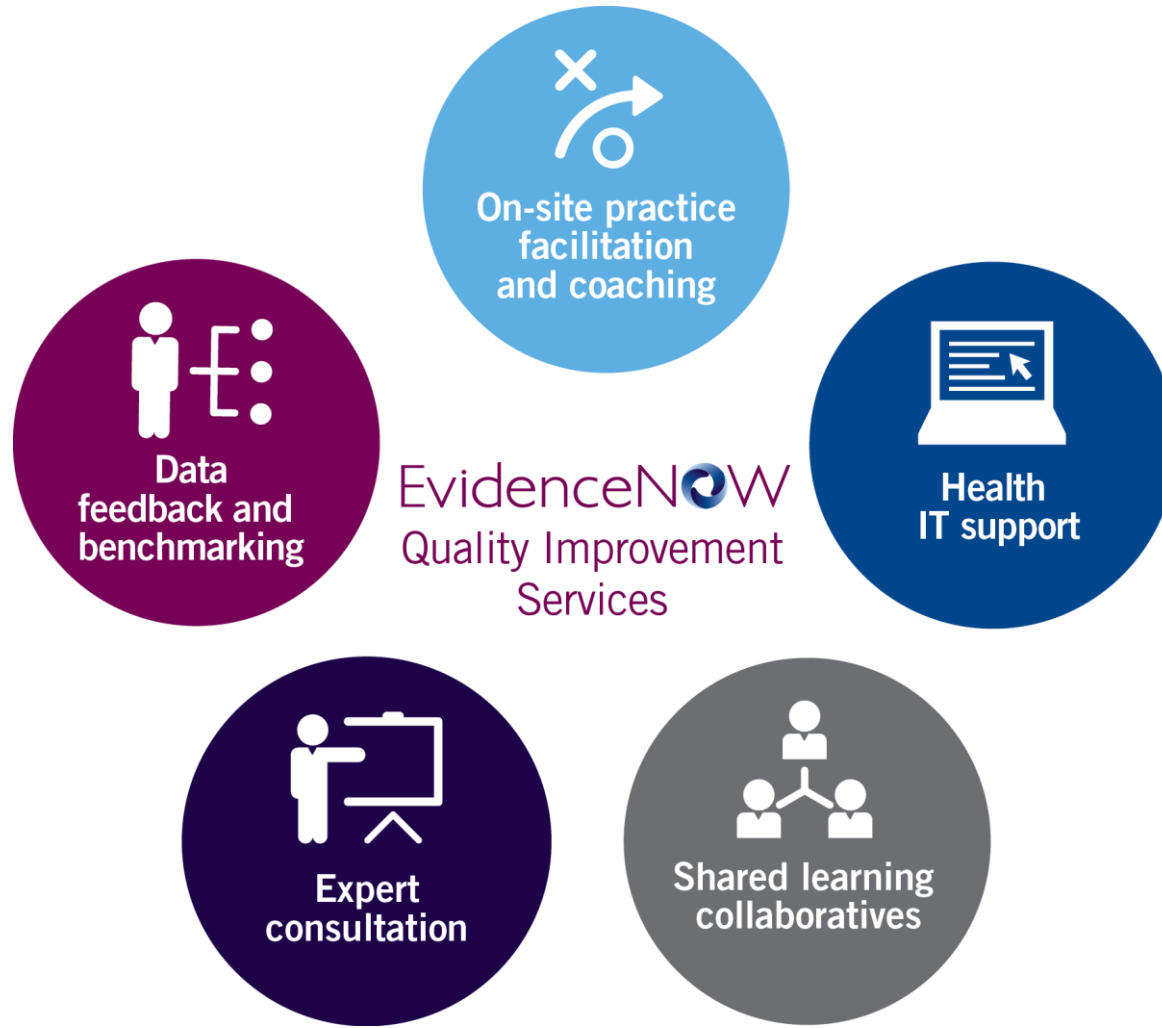 On-site practice
facilitation
and coaching
Data
feedback and
benchmarking
EvidenceNOW
Quality Improvement
Services
Health
IT support
Expert
consultation
Shared learning
collaboratives